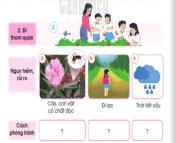 2. Đi
tham quan
2
Nguy hiểm,
rủi ro
a
b
c
Cây, con vật
có chất độc
Đi lạc
Thời tiết xấu
Cách
phòng tránh
?
?
?